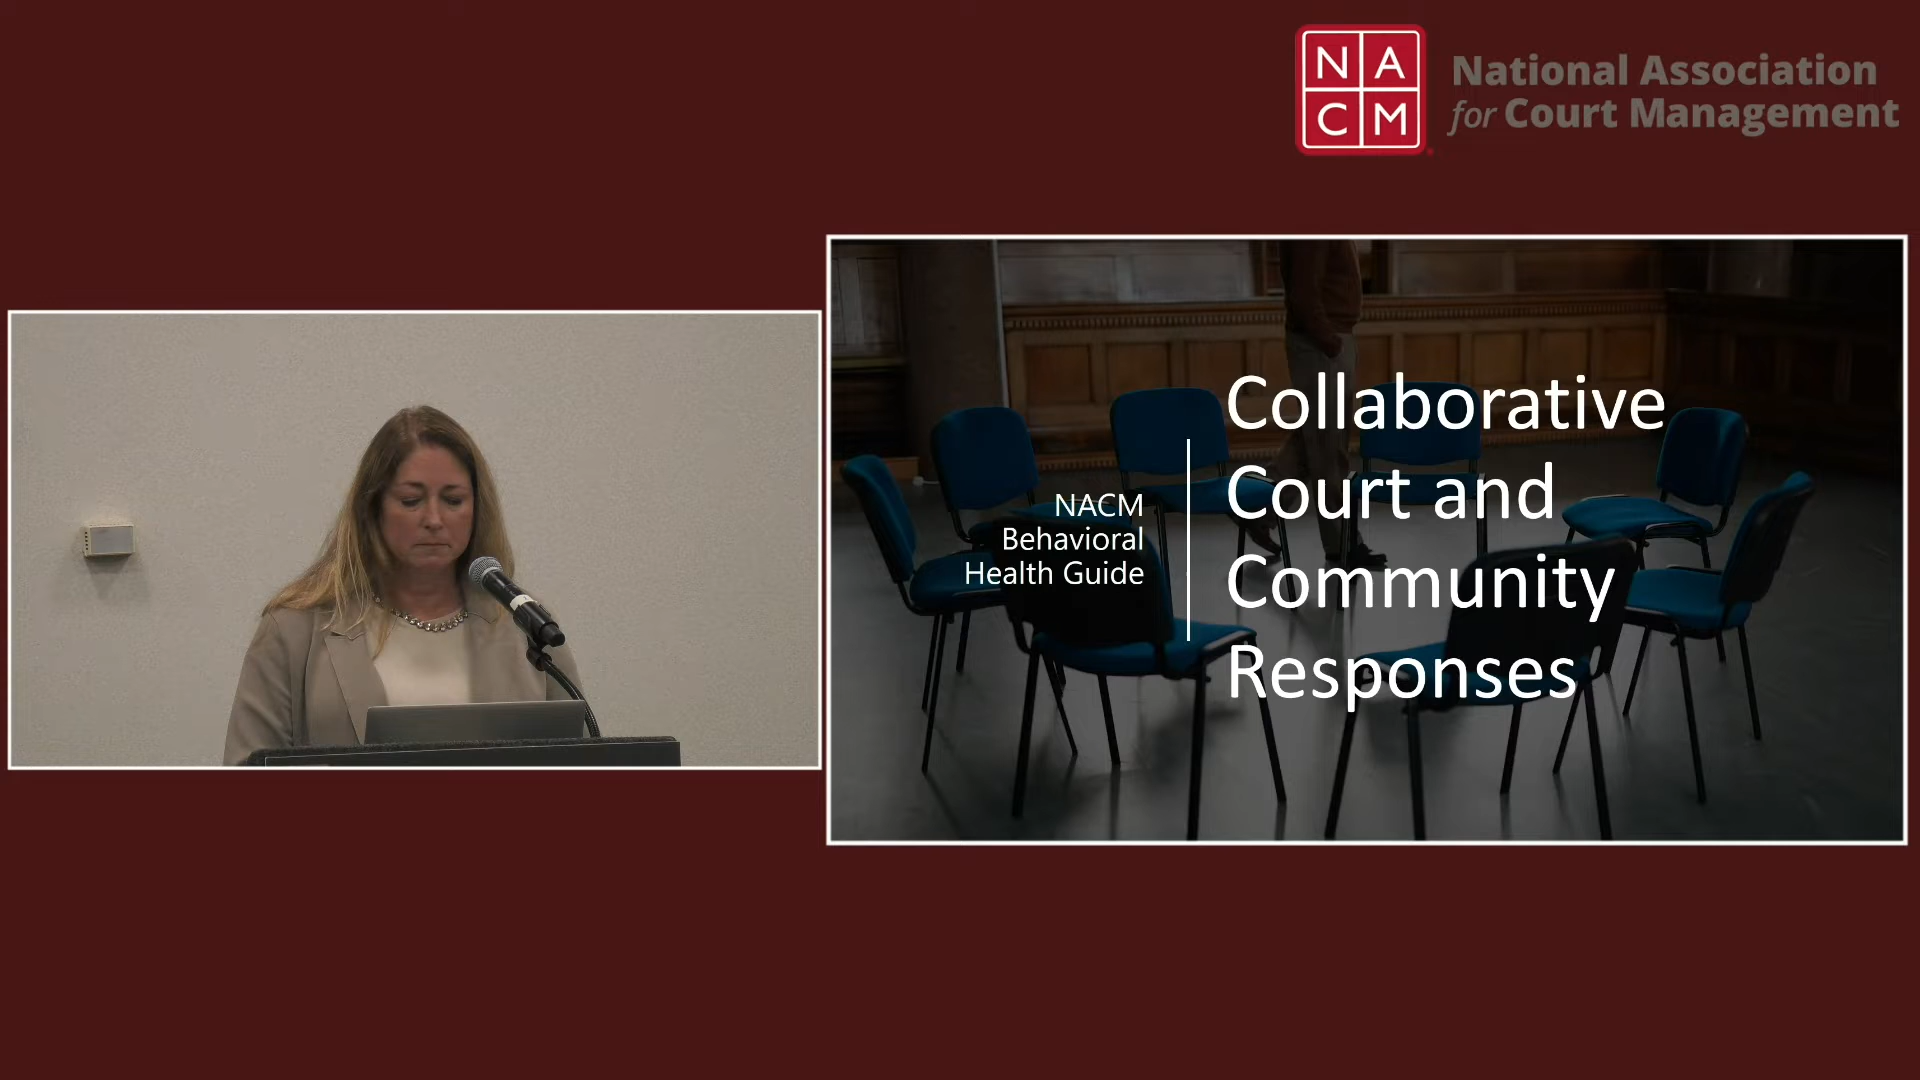 N A
C M
National Association
for Court Management
NACM
Behavioral
Health Guide
Collaborative
Court and
Community
Responses